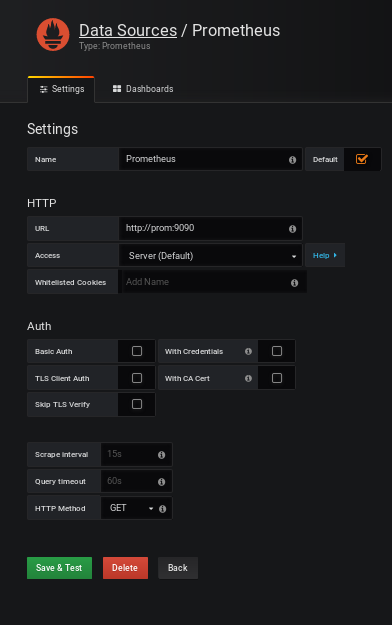 Data Sources / Prometheus
Type: Prometheus
Settings Dashboards
Settings
Name Prometheus Default
HTTP
URL http://prom:9090
Access Server (Default) Help
Whitelisted Cookies Add Name
Auth
Basic Auth With Credentials
TLS Client Auth With CA Cert
Skip TLS Verify
Scrape interval 15s
Query timeout 60s
HTTP Method GET
Save & Test Delete Back